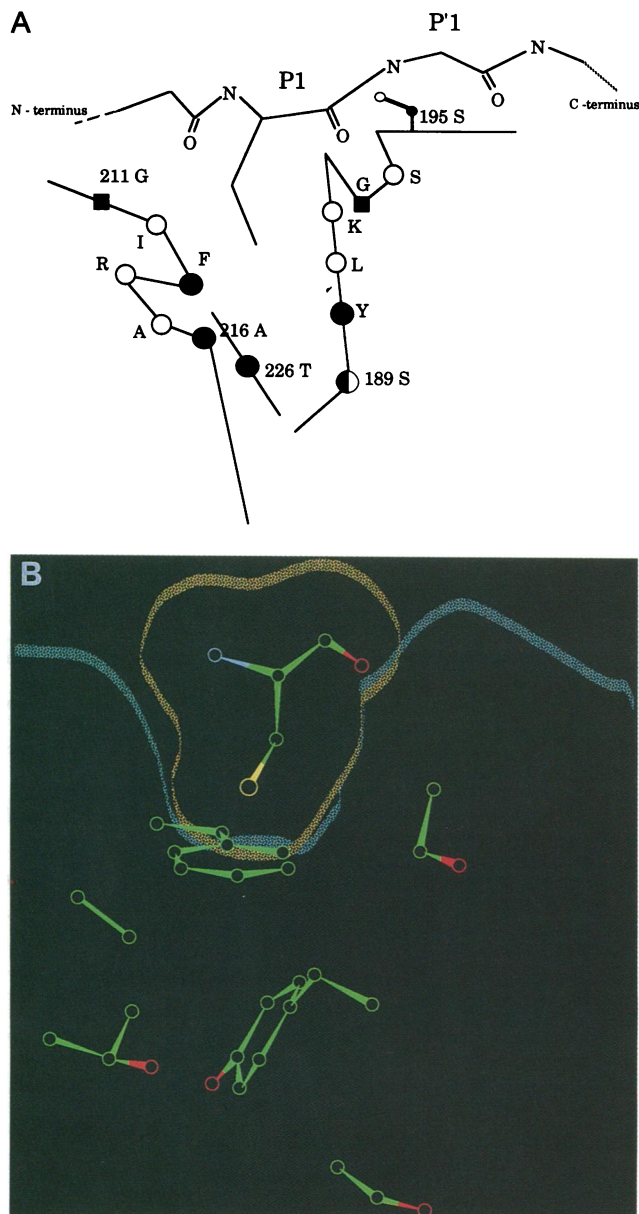 A
P'1
N
P1
N
N
N - terminus
C -terminus
O
O
O
195 S
211 G
G
S
I
K
R
F
L
A
216 A
Y
226 T
189 S
B